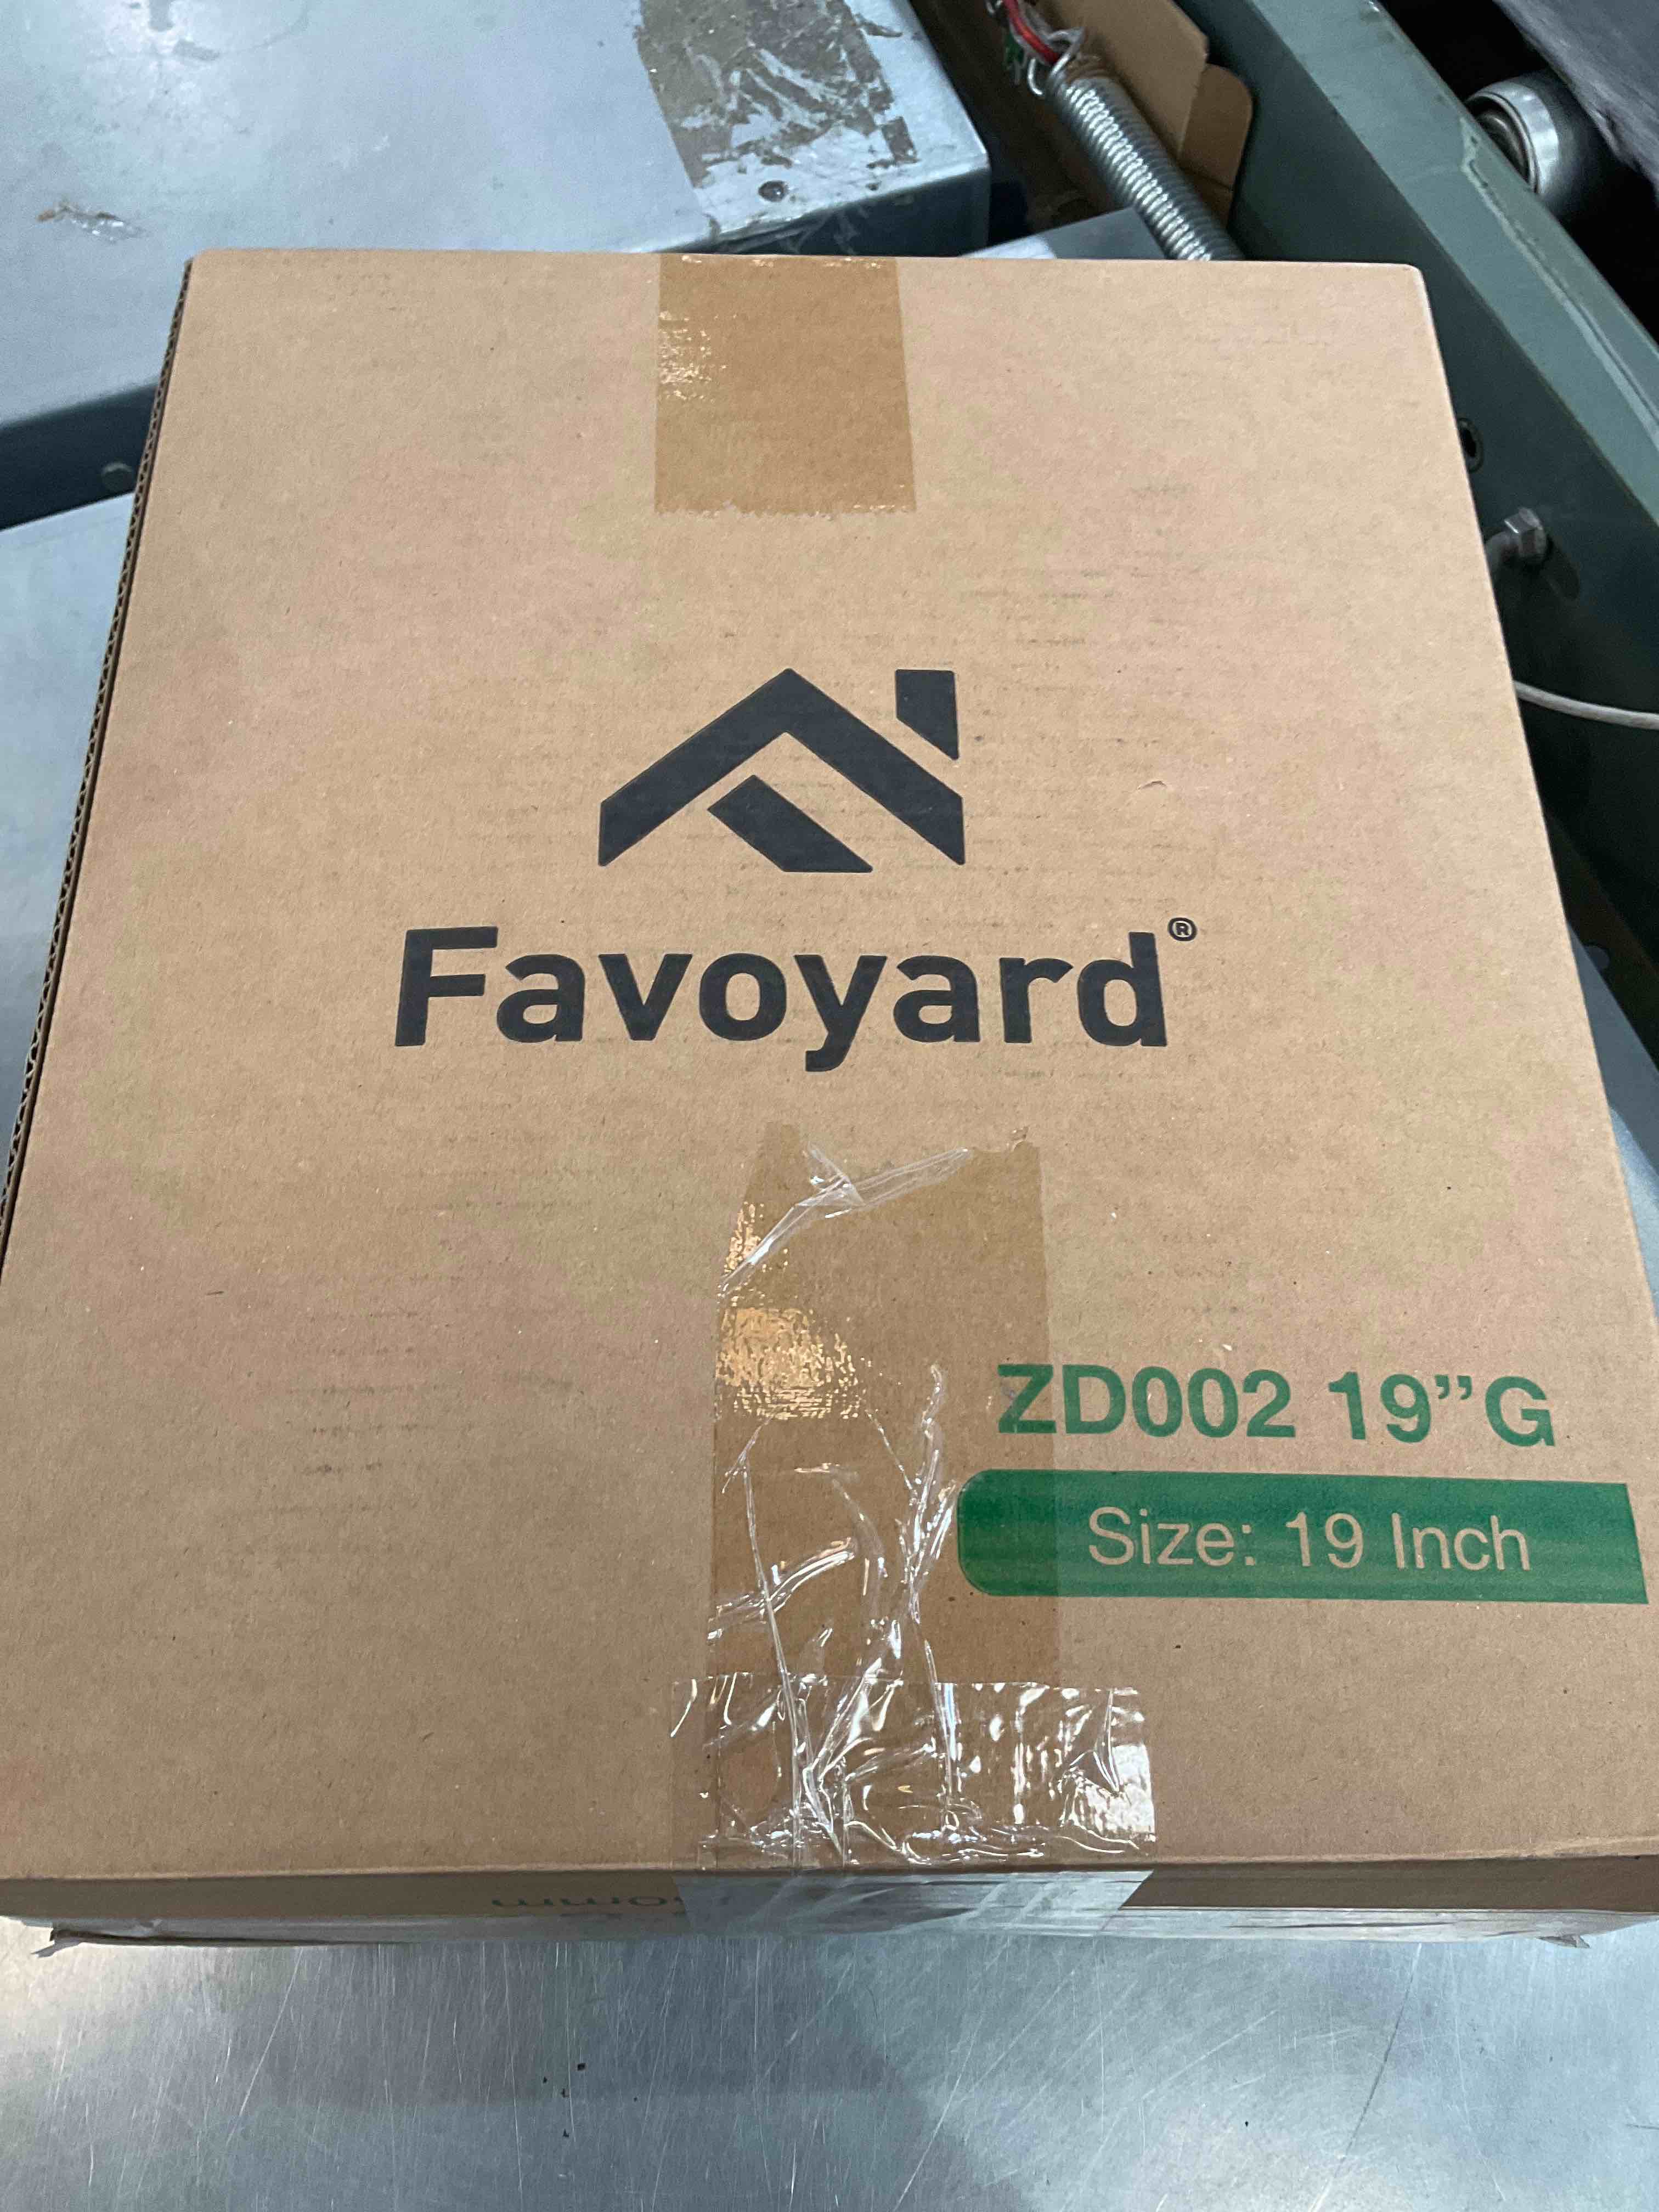 Favoyard®
ZD002 19”G
Size: 19 Inch